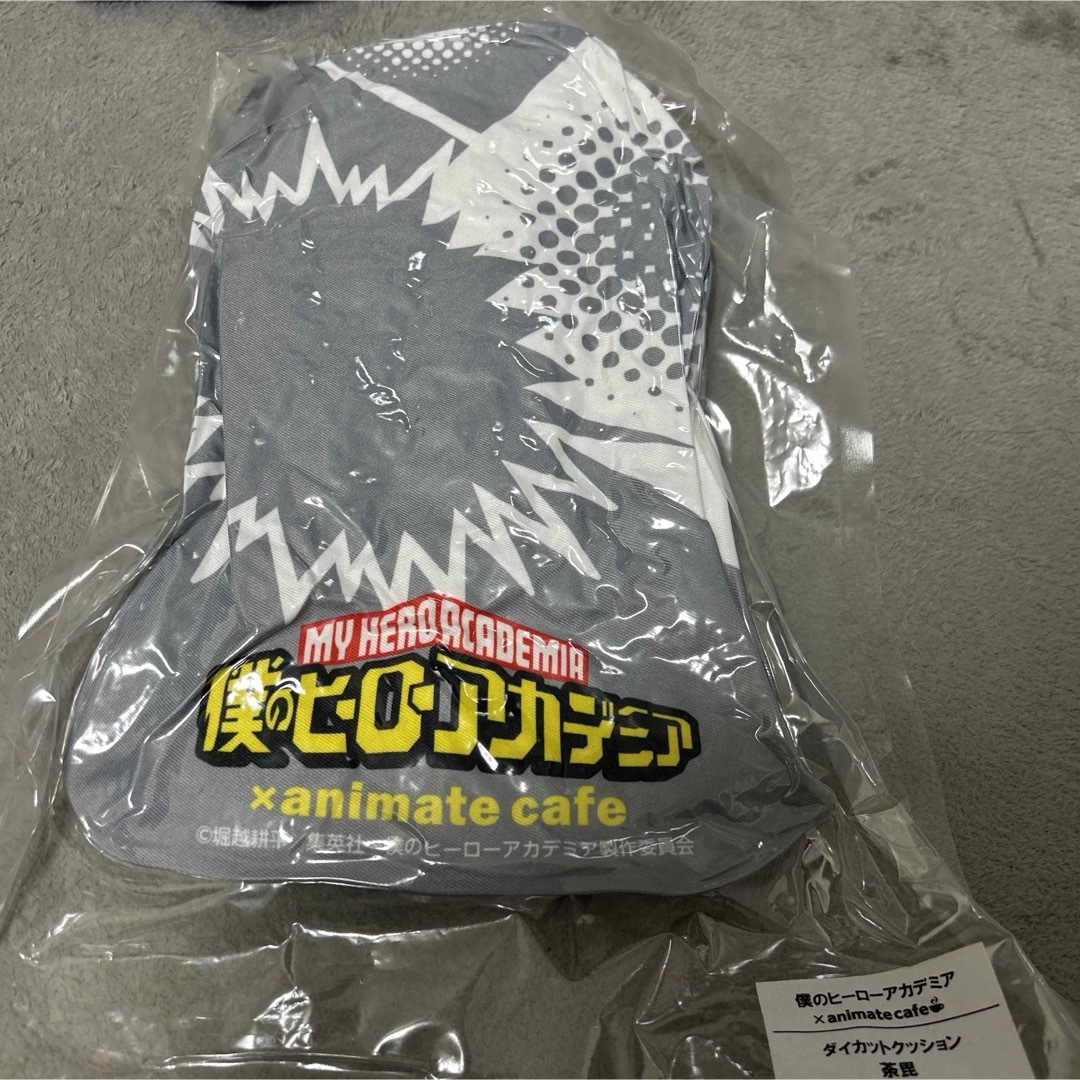 MY HERO ACADEMIA
僕のヒーローアカデミア
×animate cafe
©堀越耕平／集英社・僕のヒーローアカデミア製作委員会
僕のヒーローアカデミア
×animate cafe
ダイカットクッション
荼毘